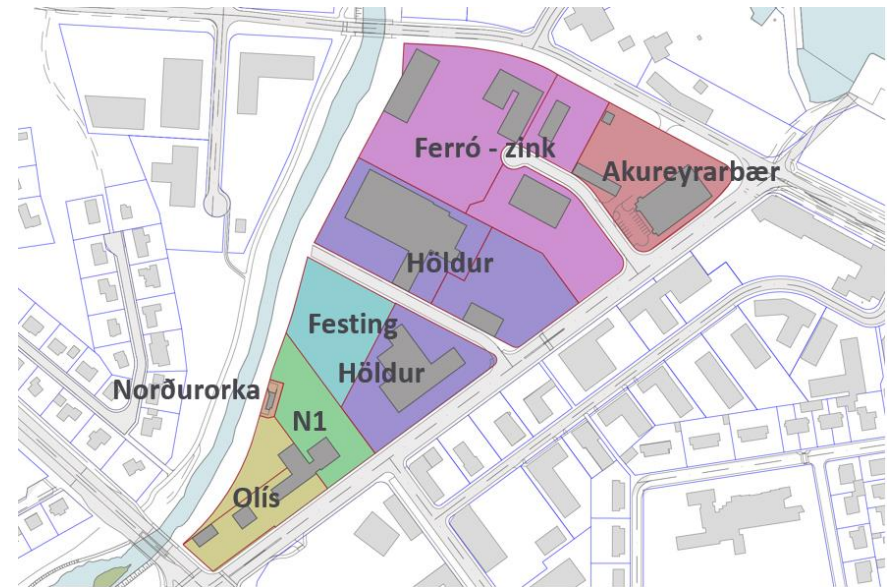 Ferró - zink
Akureyrarbær
Höldur
Festing
Höldur
Norðurorka
N1
Olís